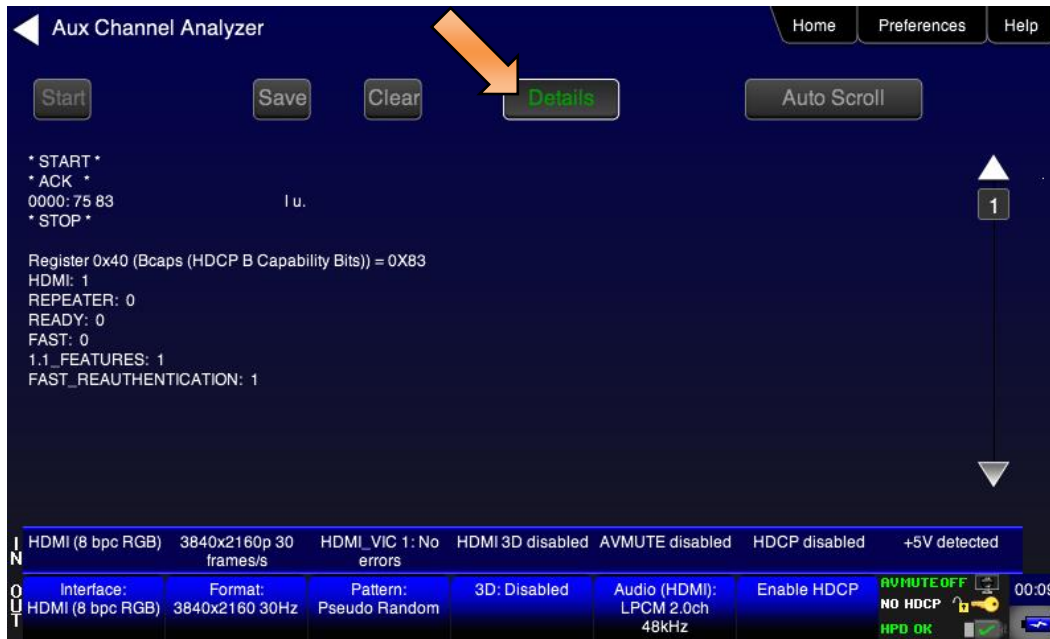 Aux Channel Analyzer
Home
Preferences
Help
Start
Save
Clear
Details
Auto Scroll
* START *
* ACK *
0000: 75 83 l u.
* STOP *
1
Register 0x40 (Bcaps (HDCP B Capability Bits)) = 0X83
HDMI: 1
REPEATER: 0
READY: 0
FAST: 0
1.1_FEATURES: 1
FAST_REAUTHENTICATION: 1
IN
HDMI (8 bpc RGB)
3840x2160p 30
frames/s
HDMI_VIC 1: No
errors
HDMI 3D disabled
AVMUTE disabled
HDCP disabled
+5V detected
OUT
Interface:
HDMI (8 bpc RGB)
Format:
3840x2160 30Hz
Pattern:
Pseudo Random
3D: Disabled
Audio (HDMI):
LPCM 2.0ch
48kHz
Enable HDCP
AVMUTEOFF
NO HDCP
HPD OK
00:09